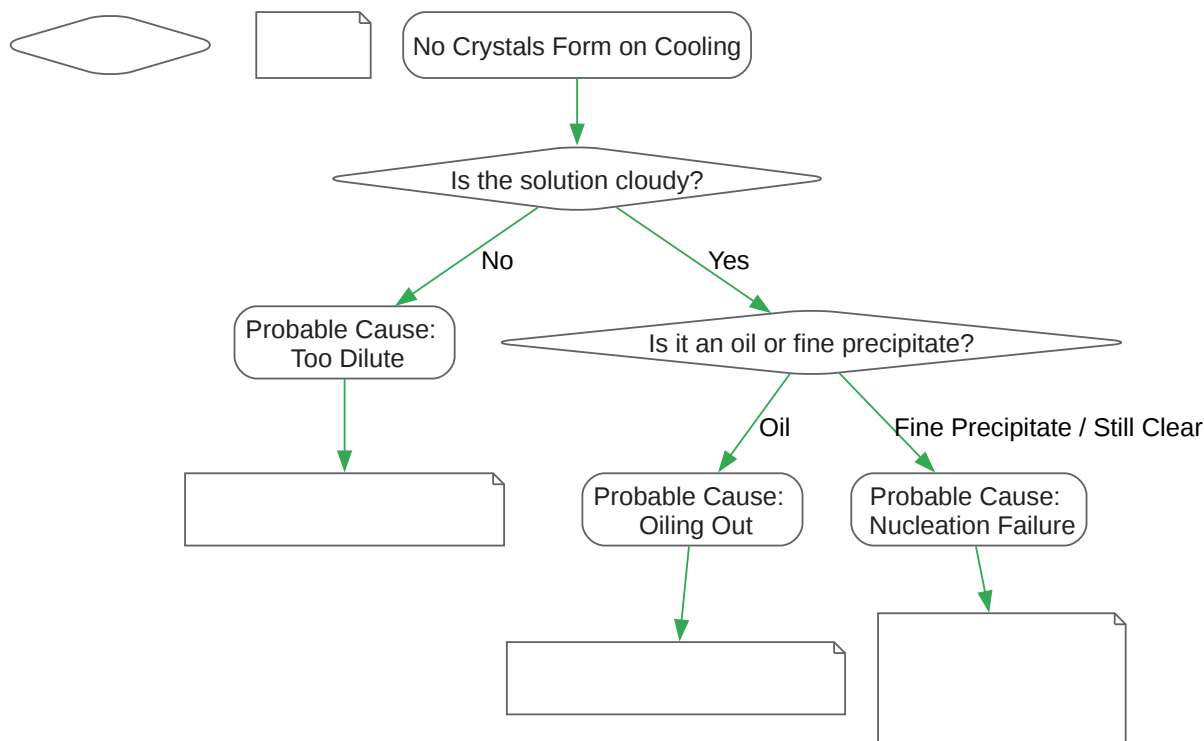 No Crystals Form on Cooling
Is the solution cloudy?
No
Yes
Probable Cause:
Too Dilute
Is it an oil or fine precipitate?
Oil
Fine Precipitate / Still Clear
Probable Cause:
Oiling Out
Probable Cause:
Nucleation Failure